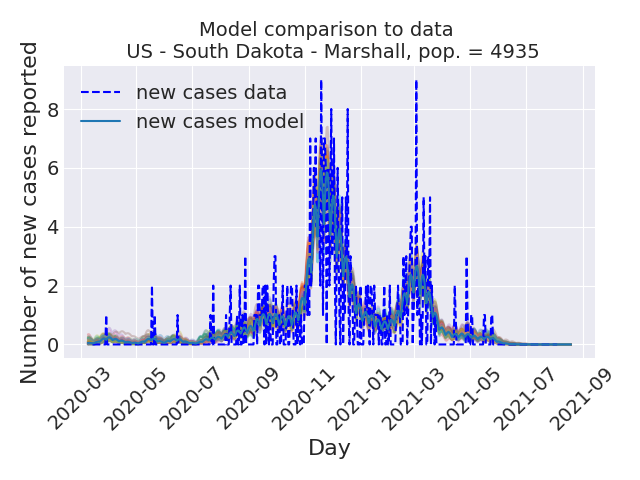 Model comparison to data
US - South Dakota - Marshall, pop. = 4935
Number of new cases reported
new cases data
new cases model
8
6
4
2
0
2020-03
2020-05
2020-07
2020-09
2020-11
2021-01
2021-03
2021-05
2021-07
2021-09
Day